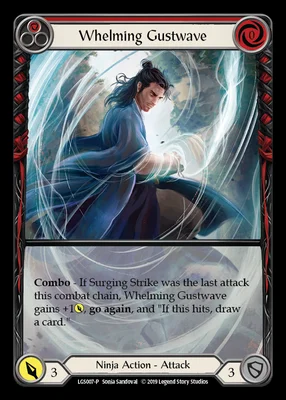 Whelming Gustwave
0
Combo - If Surging Strike was the last attack
this combat chain, Whelming Gustwave
gains +1, go again, and "If this hits, draw
a card."
3
Ninja Action - Attack
3
LGS007-P Sonia Sandoval © 2019 Legend Story Studios